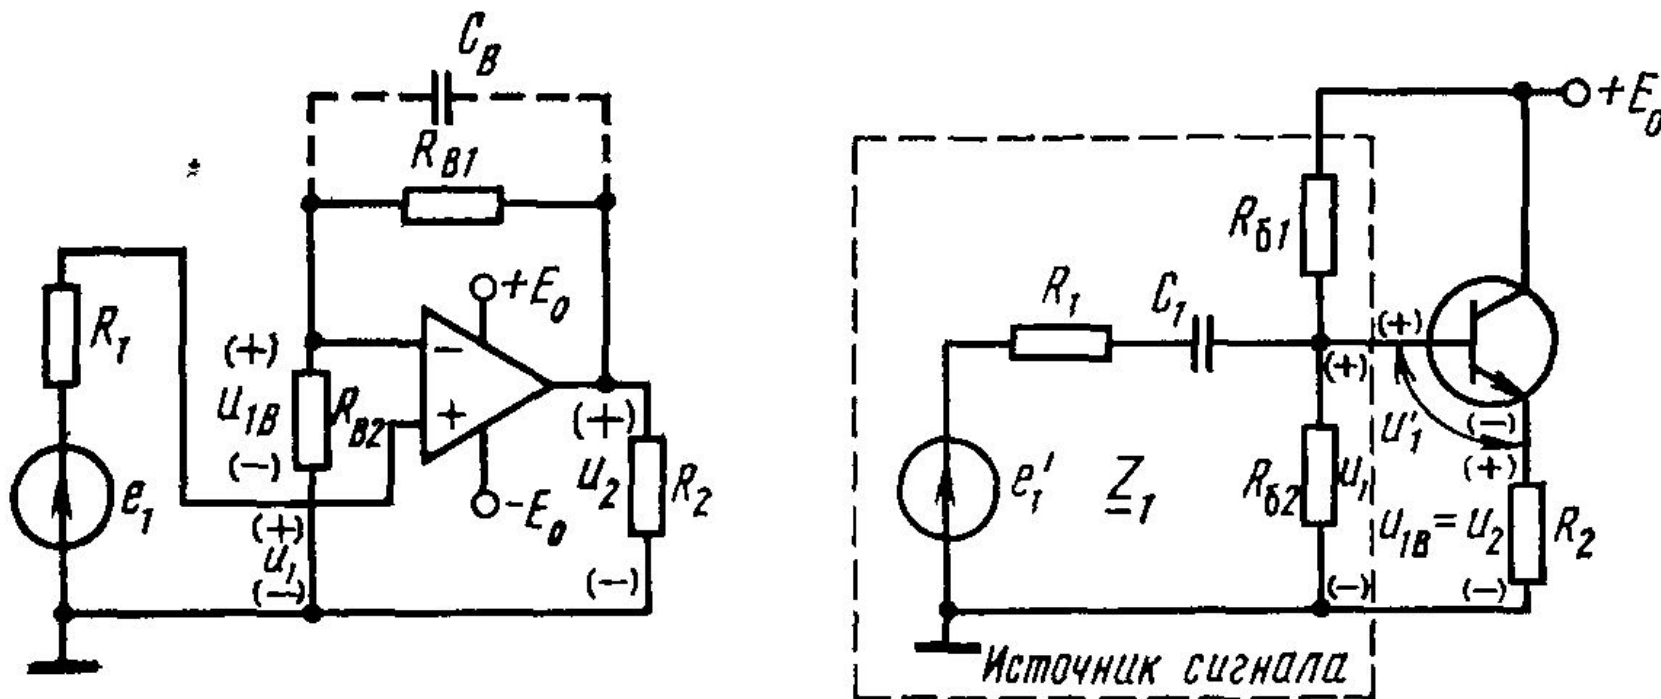 C_B
*
R_B1
R_1
+E_0
(+)
−
u_1B
R_B2
+
(−)
(+)
u_2
R_2
e_1
−E_0
(+)
u_1
(−)
(−)
+E_0
R_б1
R_1
C_1
(+)
(+)
u'_1
(−)
(+)
e'_1
Z_1
R_б2
u_1
u_1B = u_2
R_2
(−)
(−)
Источник сигнала